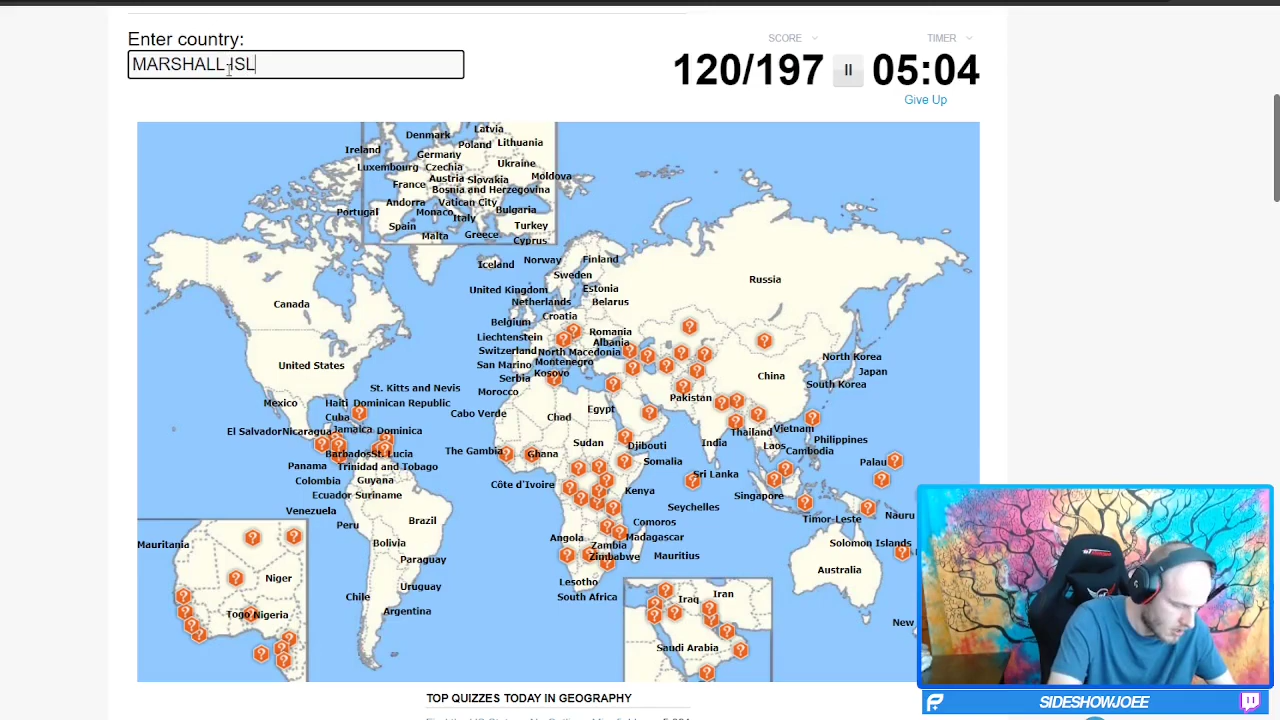 Enter country:
MARSHALL ISL
SCORE
120/197
TIMER
05:04
Give Up
Denmark
Latvia
Lithuania
Ireland
Germany
Poland
Luxembourg
Czechia
Ukraine
Austria
Slovakia
Moldova
France
Bosnia and Herzegovina
Andorra
Vatican City
Portugal
Monaco
Italy
Bulgaria
Spain
Malta
Greece
Turkey
Cyprus
Iceland
Norway
Finland
Sweden
Russia
United Kingdom
Estonia
Netherlands
Belarus
Canada
Croatia
Belgium
Romania
Liechtenstein
Albania
Switzerland
North Macedonia
Montenegro
San Marino
Kosovo
Serbia
United States
North Korea
Japan
China
South Korea
St. Kitts and Nevis
Morocco
Pakistan
Mexico
Haiti
Dominican Republic
Cuba
Cabo Verde
Chad
Egypt
El Salvador
Nicaragua
Jamaica
Dominica
Thailand
Vietnam
Philippines
India
Laos
Cambodia
Sudan
Djibouti
The Gambia
Ghana
Barbados
St. Lucia
Panama
Trinidad and Tobago
Somalia
Palau
Sri Lanka
Colombia
Guyana
Côte d'Ivoire
Kenya
Singapore
Ecuador
Suriname
Seychelles
Venezuela
Timor-Leste
Nauru
Peru
Brazil
Comoros
Angola
Madagascar
Solomon Islands
Mauritania
Bolivia
Zambia
Zimbabwe
Mauritius
Paraguay
Australia
Niger
Lesotho
South Africa
Uruguay
Chile
Argentina
Togo
Nigeria
Iraq
Iran
Saudi Arabia
New
TOP QUIZZES TODAY IN GEOGRAPHY
SIDESHOWJOEE